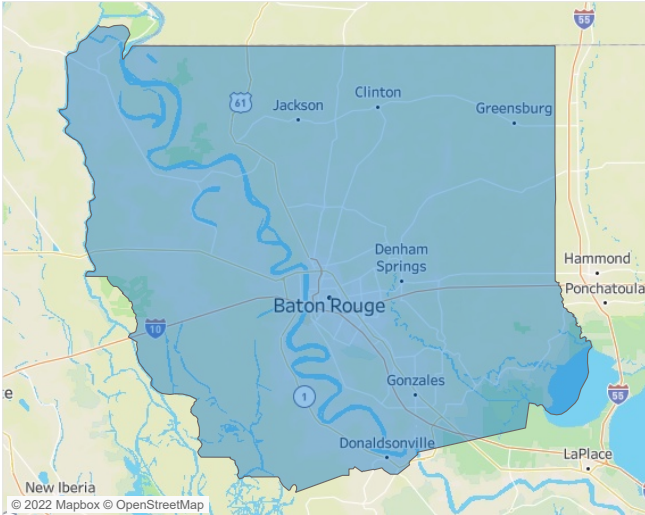 55
61
Jackson
Clinton
Greensburg
Denham
Springs
Hammond
Ponchatoula
Baton Rouge
10
Gonzales
1
55
Donaldsonville
LaPlace
New Iberia
© 2022 Mapbox © OpenStreetMap